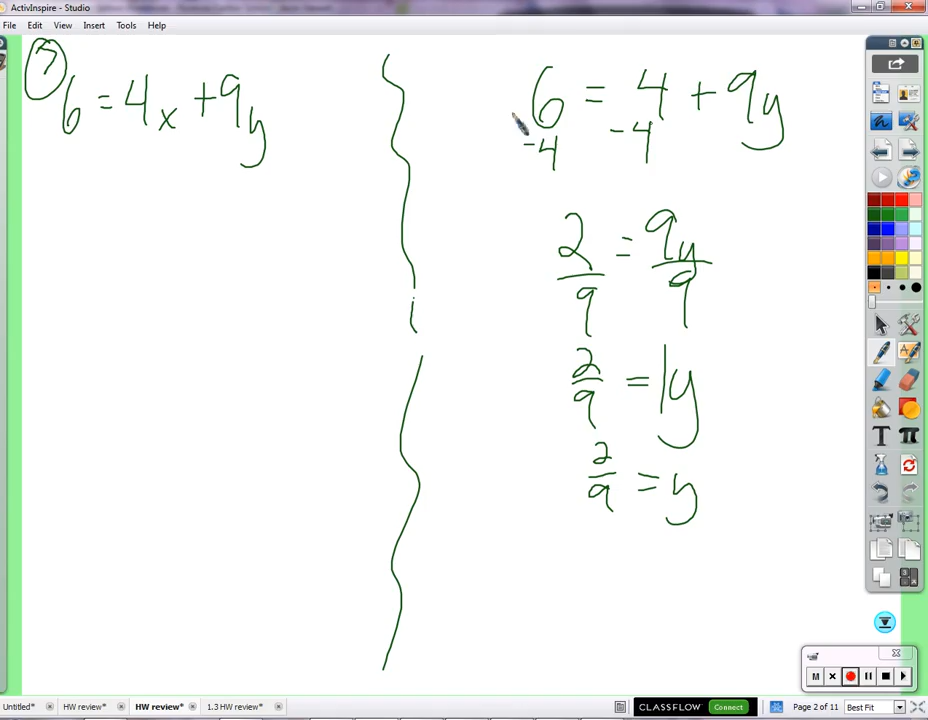 ActivInspire - Studio
File Edit View Insert Tools Help
7
6 = 4x + 9y
6 = 4 + 9y
-4 -4
2 = 9y
9 9
2/9 = 1y
2/9 = y
M
Untitled* HW review* HW review* 1.3 HW review*
CLASSFLOW Connect
Page 2 of 11 Best Fit